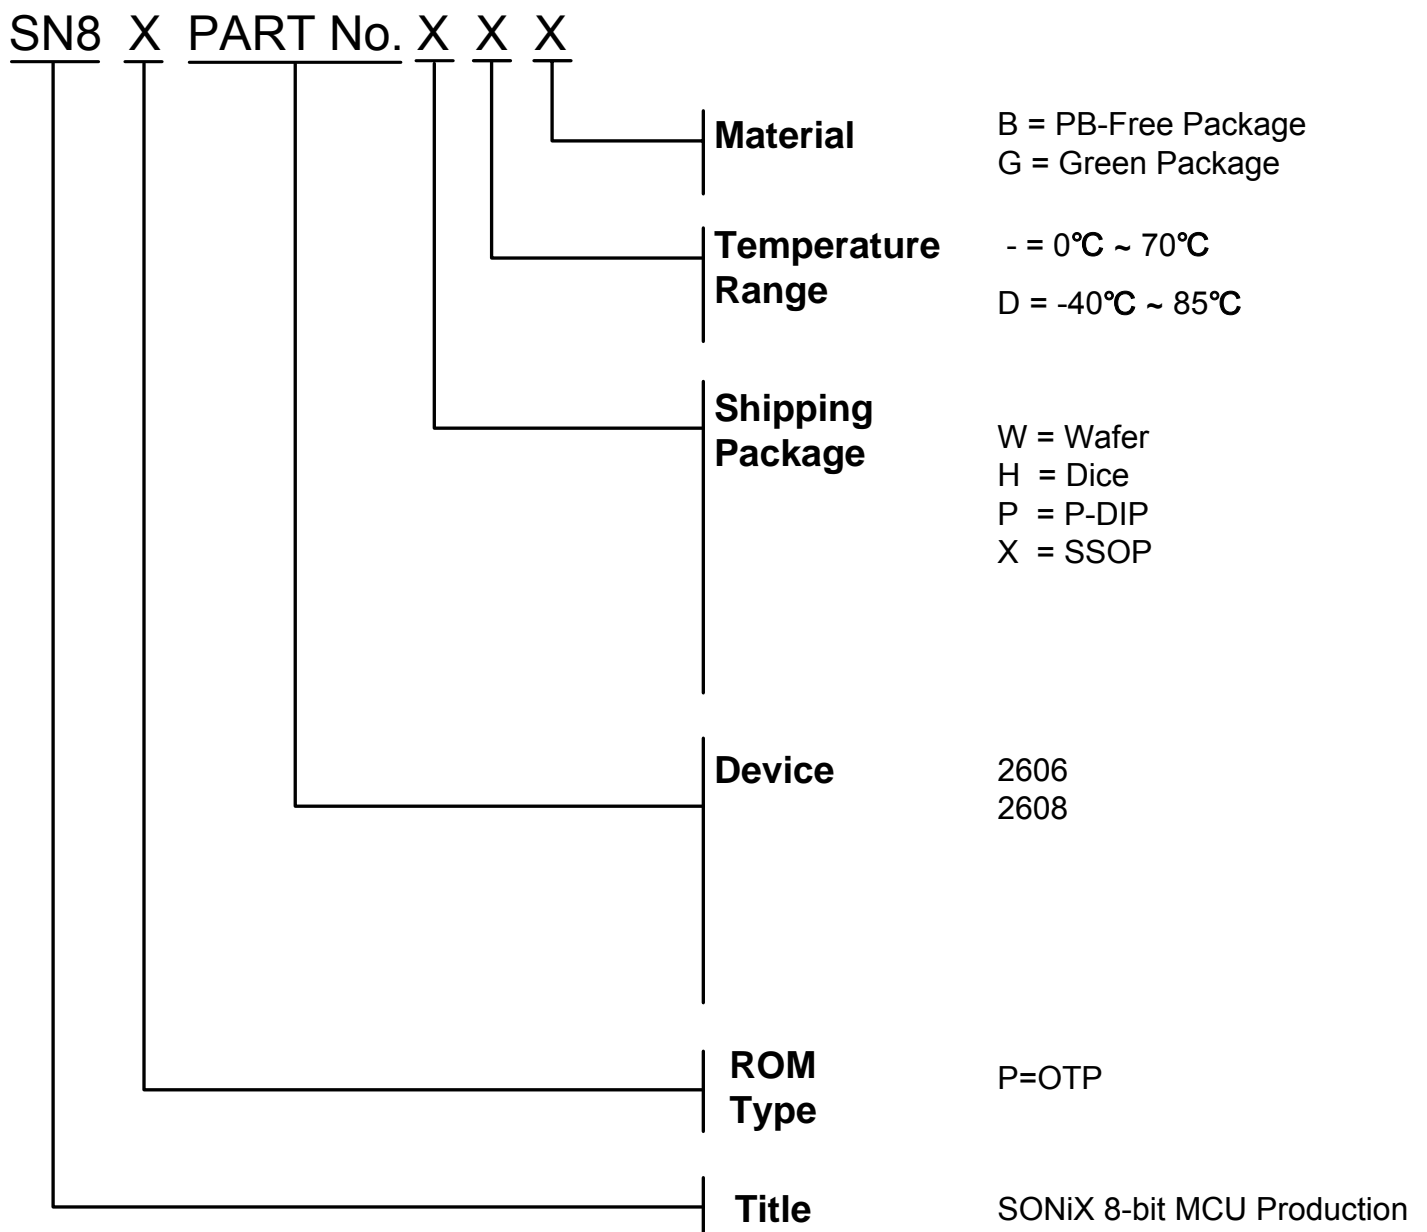 SN8 X PART No. X X X
Material
B = PB-Free Package
G = Green Package
Temperature
Range
- = 0℃ ~ 70℃
D = -40℃ ~ 85℃
Shipping
Package
W = Wafer
H = Dice
P = P-DIP
X = SSOP
Device
2606
2608
ROM
Type
P=OTP
Title
SONiX 8-bit MCU Production